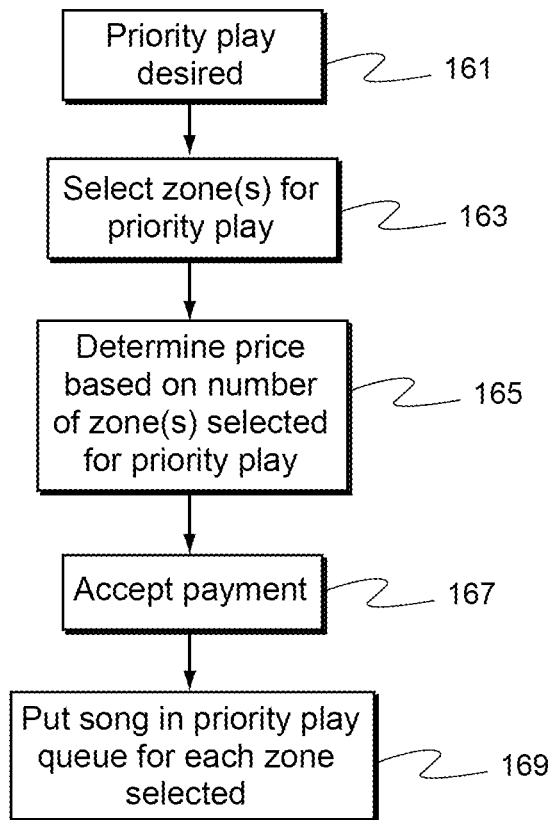 Priority play
desired
161
Select zone(s) for
priority play
163
Determine price
based on number
of zone(s) selected
for priority play
165
Accept payment
167
Put song in priority play
queue for each zone
selected
169